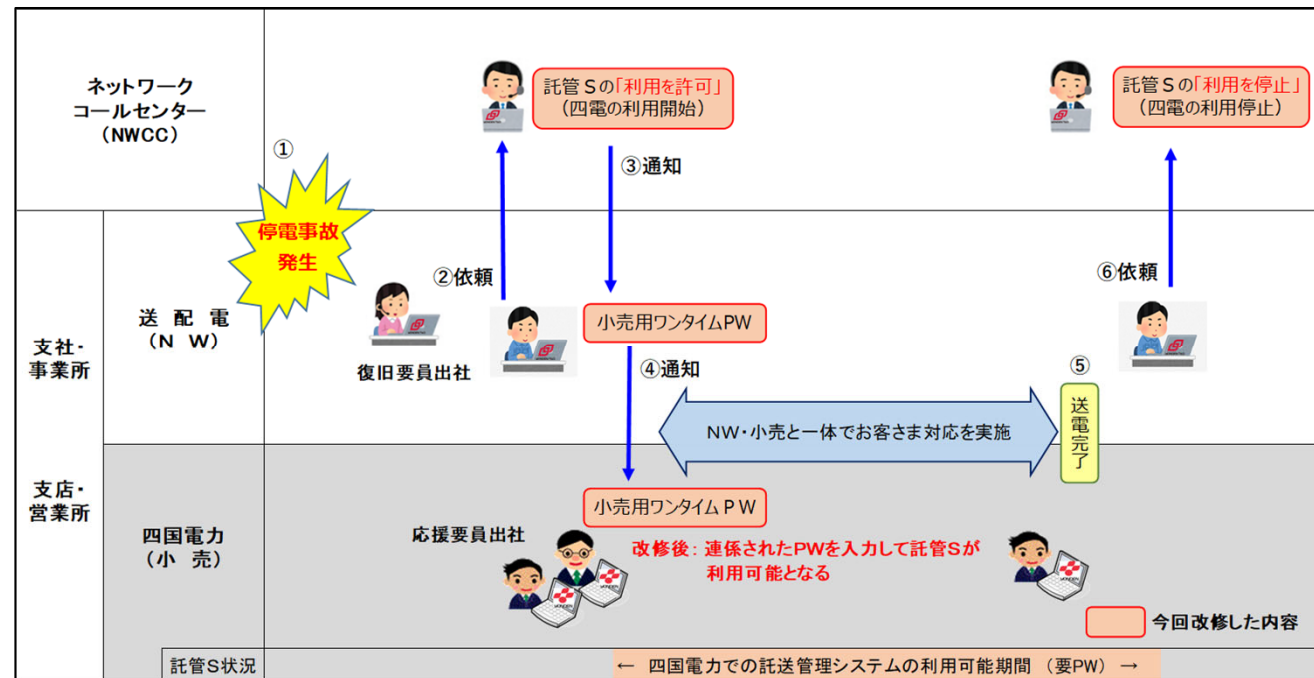 ネットワーク
コールセンター
（NWCC）
①
託管Ｓの「利用を許可」
（四電の利用開始）
託管Ｓの「利用を停止」
（四電の利用停止）
③通知
停電事故
発生
②依頼
⑥依頼
支社・
事業所
送 配 電
（Ｎ Ｗ）
復旧要員出社
小売用ワンタイムPW
④通知
⑤
ＮＷ・小売と一体でお客さま対応を実施
送電完了
支店・
営業所
四国電力
（小 売）
応援要員出社
小売用ワンタイムＰＷ
改修後：連係されたPWを入力して託管Sが
利用可能となる
今回改修した内容
託管S状況
← 四国電力での託送管理システムの利用可能期間 （要PW） →